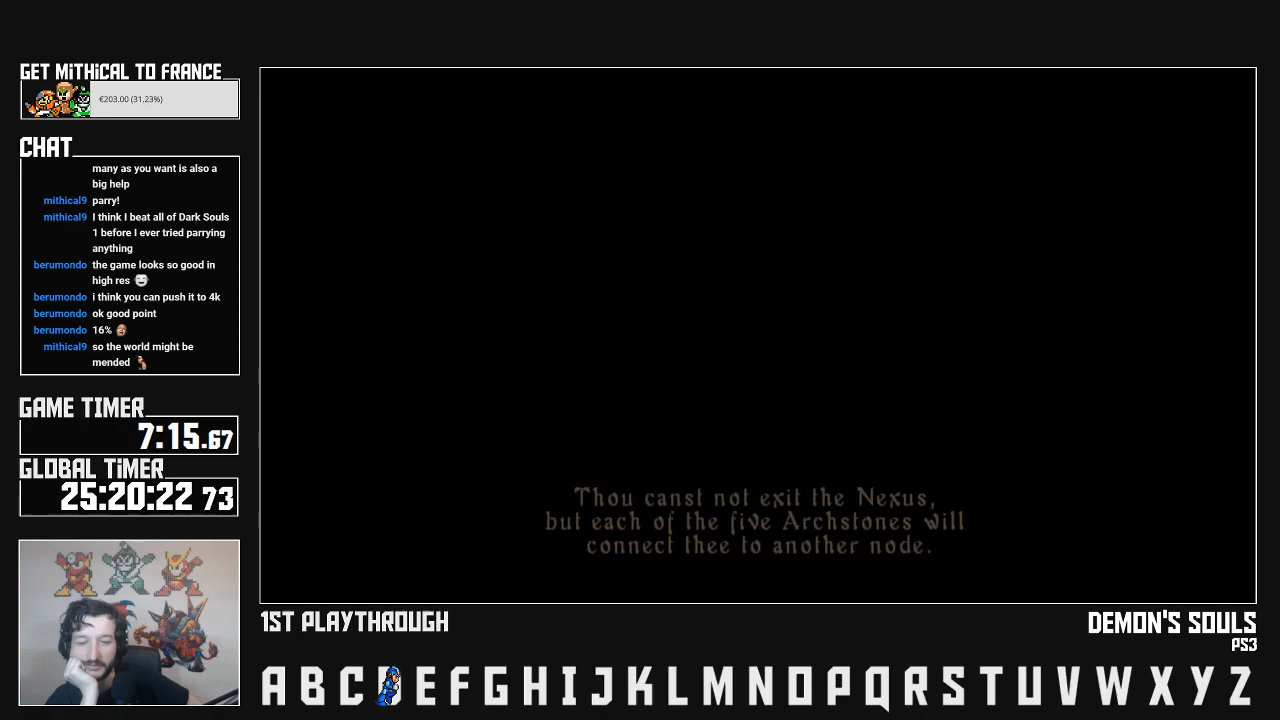 GET MITHICAL TO FRANCE
€203.00 (31.23%)
CHAT
many as you want is also a
big help
mithical9 parry!
mithical9 I think I beat all of Dark Souls
1 before I ever tried parrying
anything
berumondo the game looks so good in
high res
berumondo i think you can push it to 4k
berumondo ok good point
berumondo 16%
mithical9 so the world might be
mended
GAME TIMER
7:15.67
GLOBAL TIMER
25:20:22 73
Thou canst not exit the Nexus,
but each of the five Archstones will
connect thee to another node.
1ST PLAYTHROUGH
DEMON'S SOULS
PS3
A B C D E F G H I J K L M N O P Q R S T U V W X Y Z